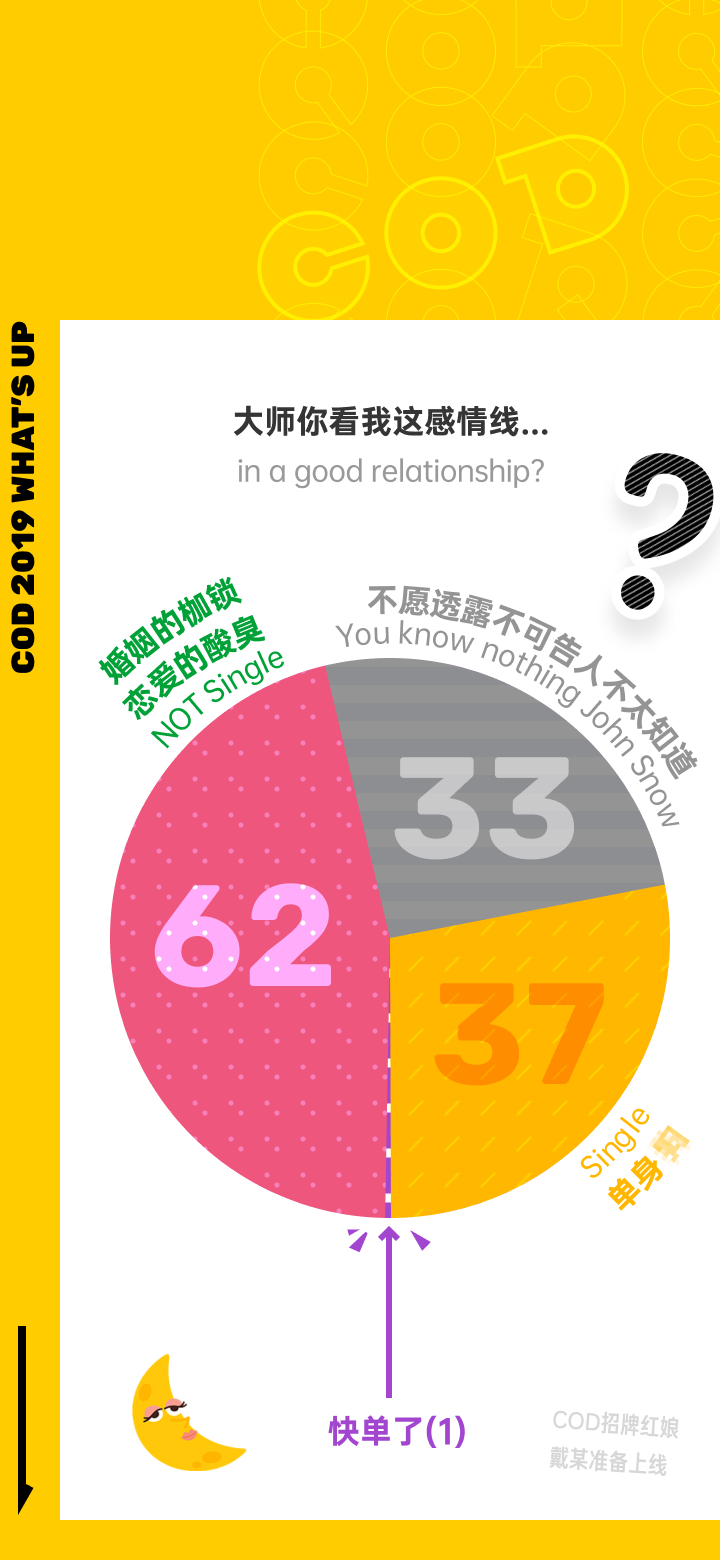 COD
COD 2019 WHAT'S UP
大师你看我这感情线...
in a good relationship?
?
婚姻的枷锁
恋爱的酸臭
NOT Single
不愿透露不可告人不太知道
You know nothing John Snow
33
62
37
Single
单身
快单了(1)
COD招牌红娘
戴某准备上线